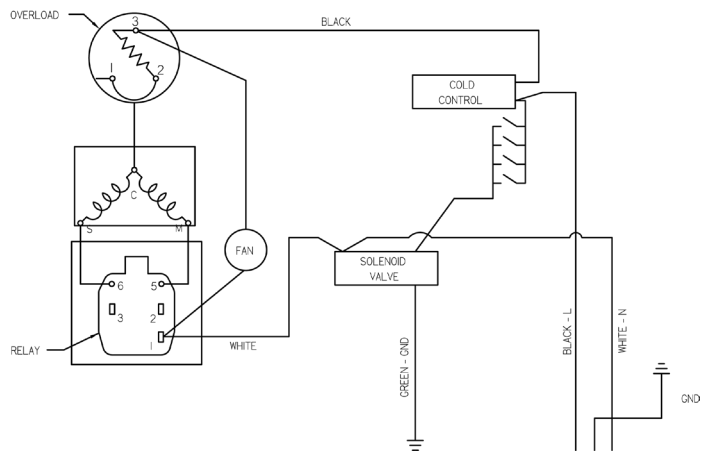 OVERLOAD
3
BLACK
1
2
COLD
CONTROL
C
S
M
FAN
SOLENOID
VALVE
6
5
3
2
1
RELAY
WHITE
GREEN - GND
BLACK - L
WHITE - N
GND